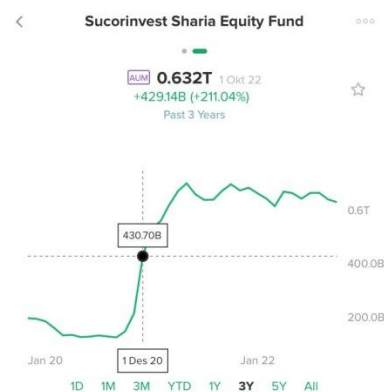 Sucorinvest Sharia Equity Fund
AUM 0.632T 1 Okt 22
+429.14B (+211.04%)
Past 3 Years
430.70B
0.6T
400.0B
200.0B
Jan 20 1 Des 20 Jan 22
1D 1M 3M YTD 1Y 3Y 5Y All